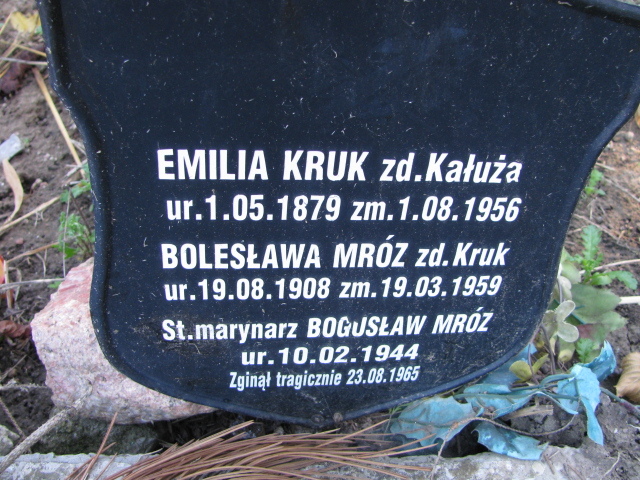 EMILIA KRUK zd.Kałuża
ur.1.05.1879 zm.1.08.1956
BOLESŁAWA MRÓZ zd.Kruk
ur.19.08.1908 zm.19.03.1959
St.marynarz BOGUSŁAW MRÓZ
ur.10.02.1944
Zginął tragicznie 23.08.1965